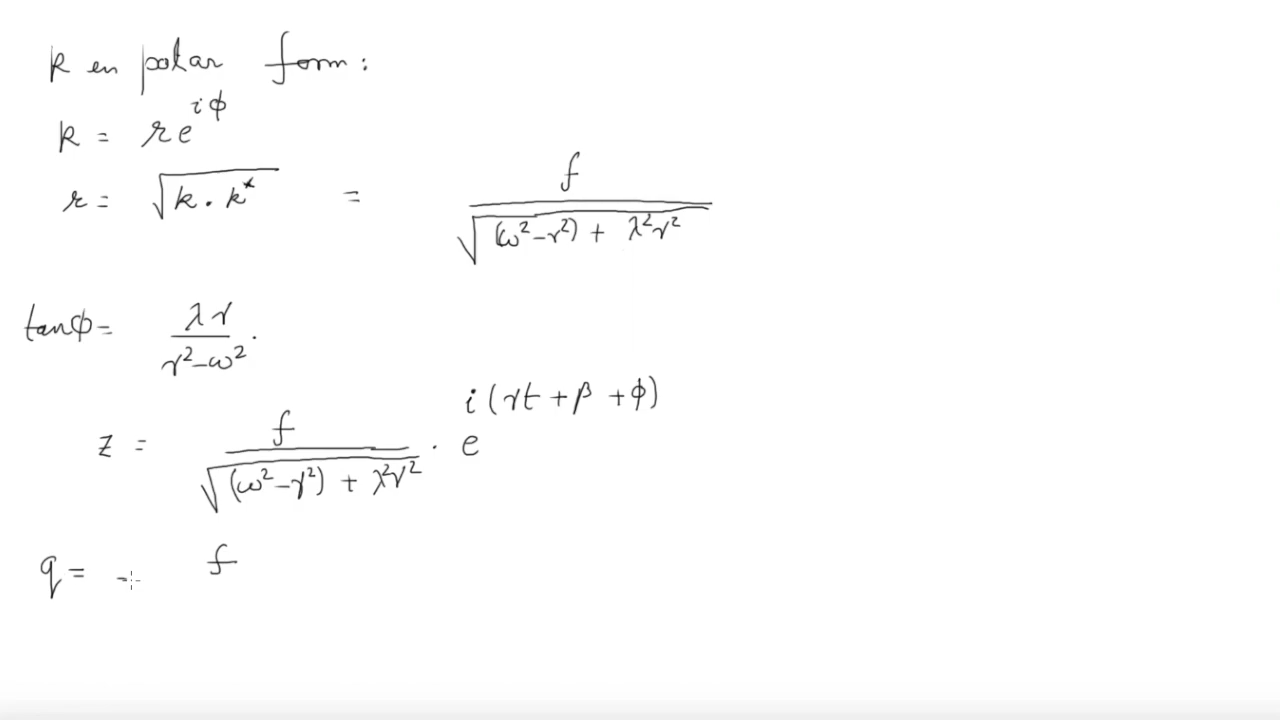 k en polar form:
k = re^{iϕ}
r = √(k . k*) = f / √((ω² - γ²) + λ²γ²)
tanϕ = λγ / γ² - ω² .
z = f / √((ω² - γ²) + λ²γ²) . e^{i(γt + β + ϕ)}
q = - f